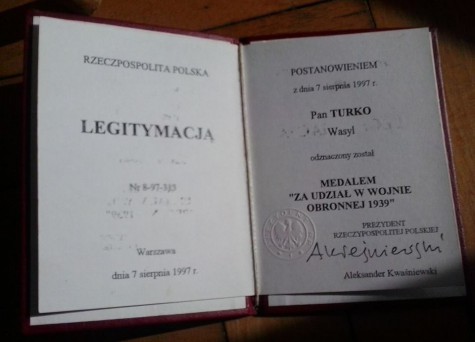 RZECZPOSPOLITA POLSKA
LEGITYMACJA
Nr 8-97-335
Warszawa
dnia 7 sierpnia 1997 r.
POSTANOWIENIEM
z dnia 7 sierpnia 1997 r.
Pan TURKO
Wasyl
odznaczony został
MEDALEM
"ZA UDZIAŁ W WOJNIE
OBRONNEJ 1939"
PREZYDENT
RZECZYPOSPOLITEJ POLSKIEJ
Aleksander Kwaśniewski